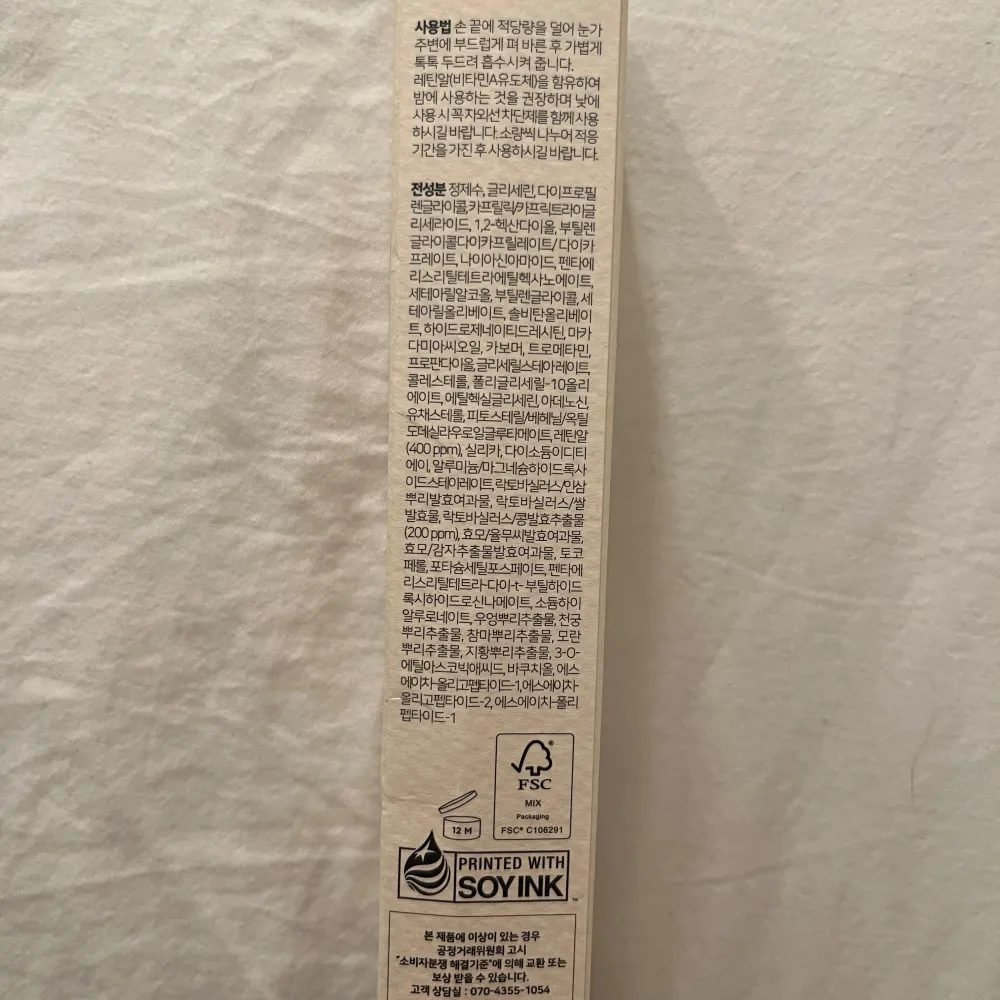 사용법 손 끝에 적당량을 덜어 눈가
주변에 부드럽게 펴 바른 후 가볍게
톡톡 두드려 흡수시켜 줍니다.
레틴알(비타민A유도체)을 함유하여
밤에 사용하는 것을 권장하며 낮에
사용 시 꼭 자외선 차단제를 함께 사용
하시길 바랍니다.소량씩 나누어 적응
기간을 가진 후 사용하시길 바랍니다.
전성분 정제수, 글리세린, 다이프로필
렌글라이콜,카프릴릭/카프릭트라이글
리세라이드, 1,2-헥산다이올, 부틸렌
글라이콜다이카프릴레이트/ 다이카
프레이트, 나이아신아마이드, 펜타에
리스리틸테트라에틸헥사노에이트,
세테아릴알코올, 부틸렌글라이콜, 세
테아릴올리베이트, 솔비탄올리베이
트, 하이드로제네이티드레시틴, 마카
다미아씨오일, 카보머, 트로메타민,
프로판다이올,글리세릴스테아레이트,
콜레스테롤, 폴리글리세릴-10올리
에이트, 에틸헥실글리세린, 아데노신,
유채스테롤, 피토스테릴/베헤닐/옥틸
도데실라우로일글루타메이트, 레틴알
(400 ppm), 실리카, 다이소듐이디티
에이, 알루미늄/마그네슘하이드록사
이드스테아레이트,락토바실러스/인삼
뿌리발효여과물, 락토바실러스/쌀
발효물, 락토바실러스/콩발효추출물
(200 ppm), 효모/율무씨발효여과물,
효모/감자추출물발효여과물, 토코
페롤, 포타슘세틸포스페이트, 펜타에
리스리틸테트라-다이-t- 부틸하이드
록시하이드로신나메이트, 소듐하이
알루로네이트, 우엉뿌리추출물, 천궁
뿌리추출물, 참마뿌리추출물, 모란
뿌리추출물, 지황뿌리추출물, 3-O-
에틸아스코빅애씨드, 바쿠치올, 에스
에이치-올리고펩타이드-1,에스에이차-
올리고펩타이드-2, 에스에이차-폴리
펩타이드-1
FSC
MIX
Packaging
FSC® C106291
12 M
PRINTED WITH
SOY INK ™
본 제품에 이상이 있는 경우
공정거래위원회 고시
"소비자분쟁 해결기준"에 의해 교환 또는
보상 받을 수 있습니다.
고객 상담실 : 070-4355-1054